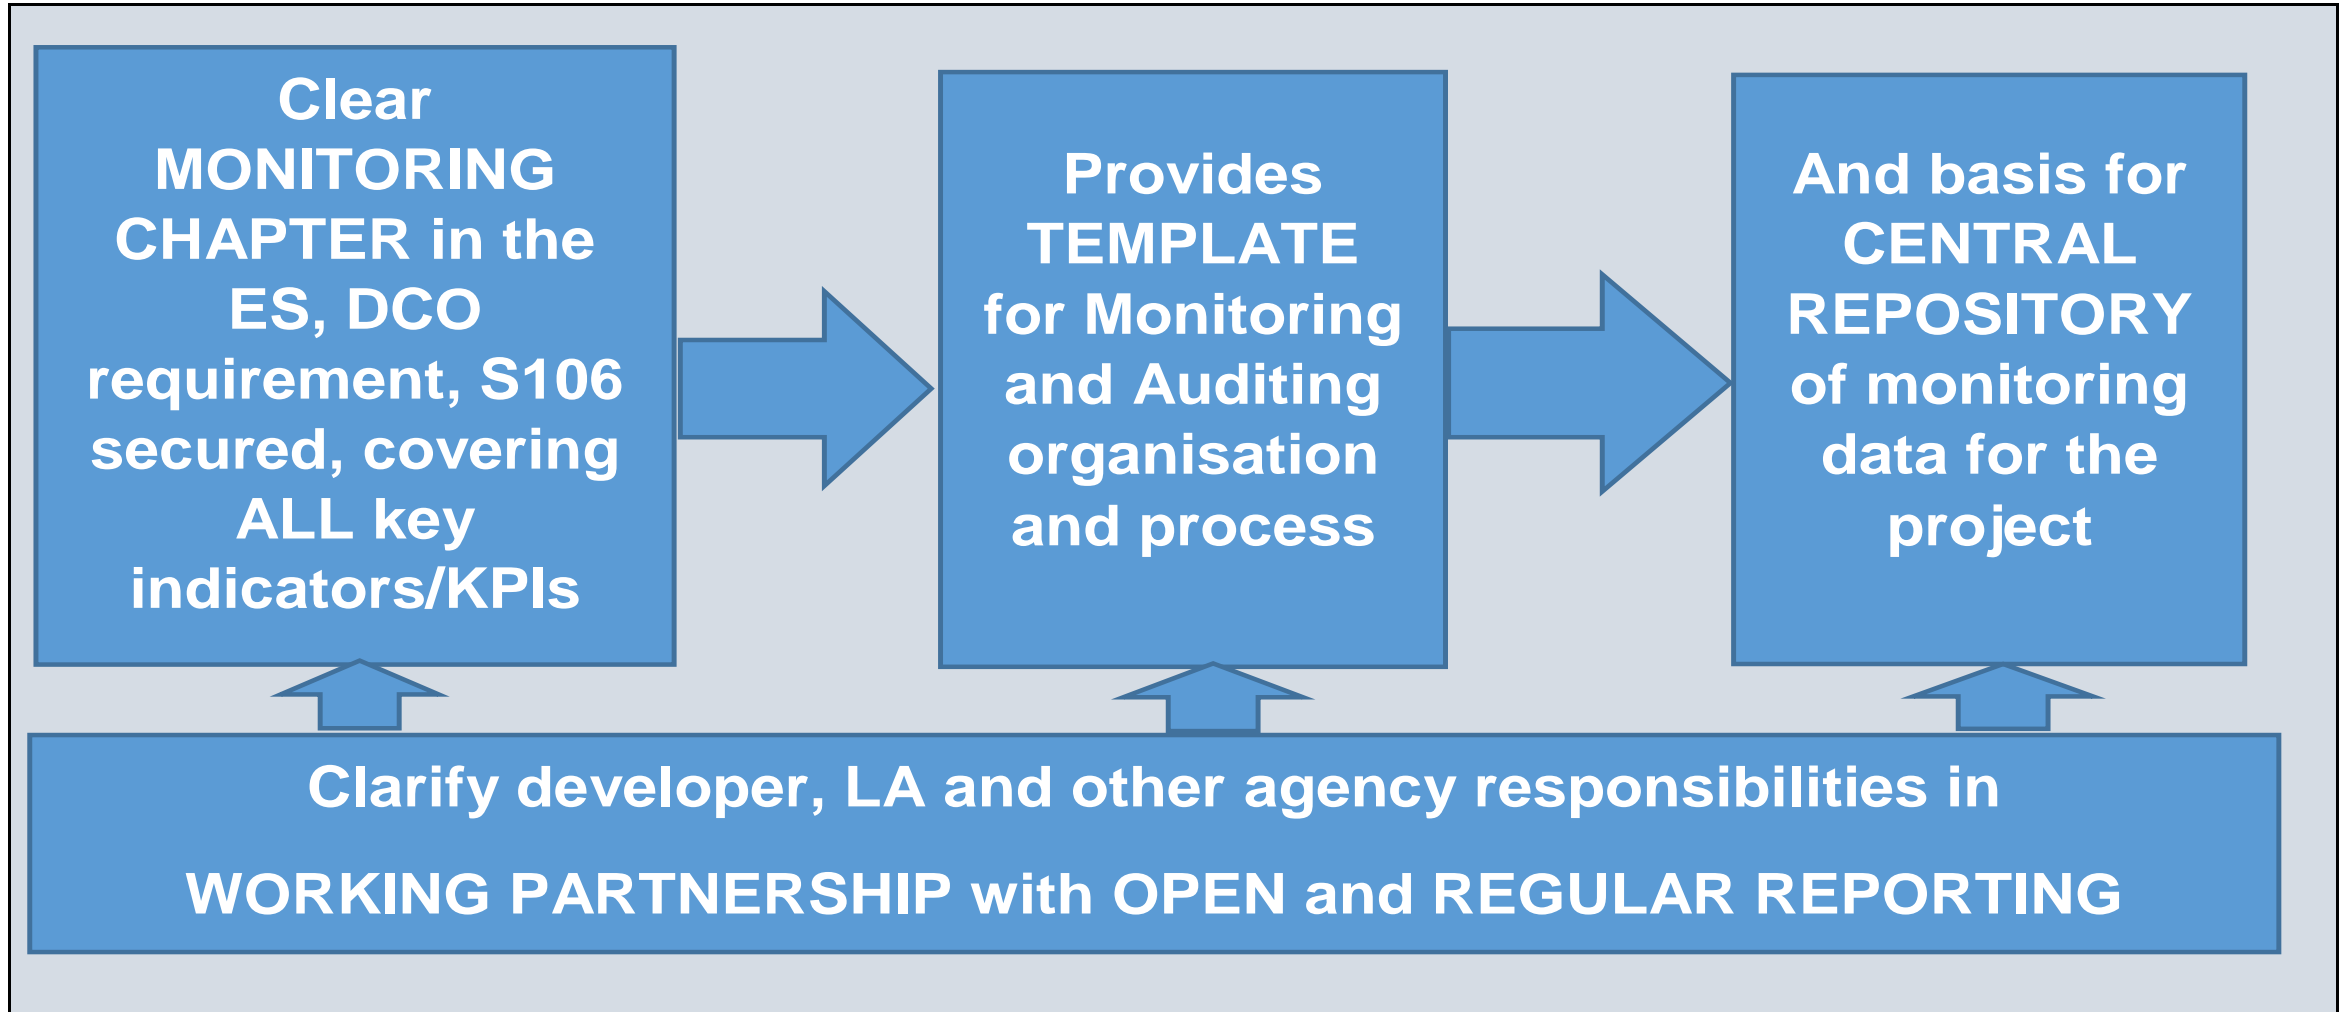 Clear
MONITORING
CHAPTER in the
ES, DCO
requirement, S106
secured, covering
ALL key
indicators/KPIs
Provides
TEMPLATE
for Monitoring
and Auditing
organisation
and process
And basis for
CENTRAL
REPOSITORY
of monitoring
data for the
project
Clarify developer, LA and other agency responsibilities in
WORKING PARTNERSHIP with OPEN and REGULAR REPORTING